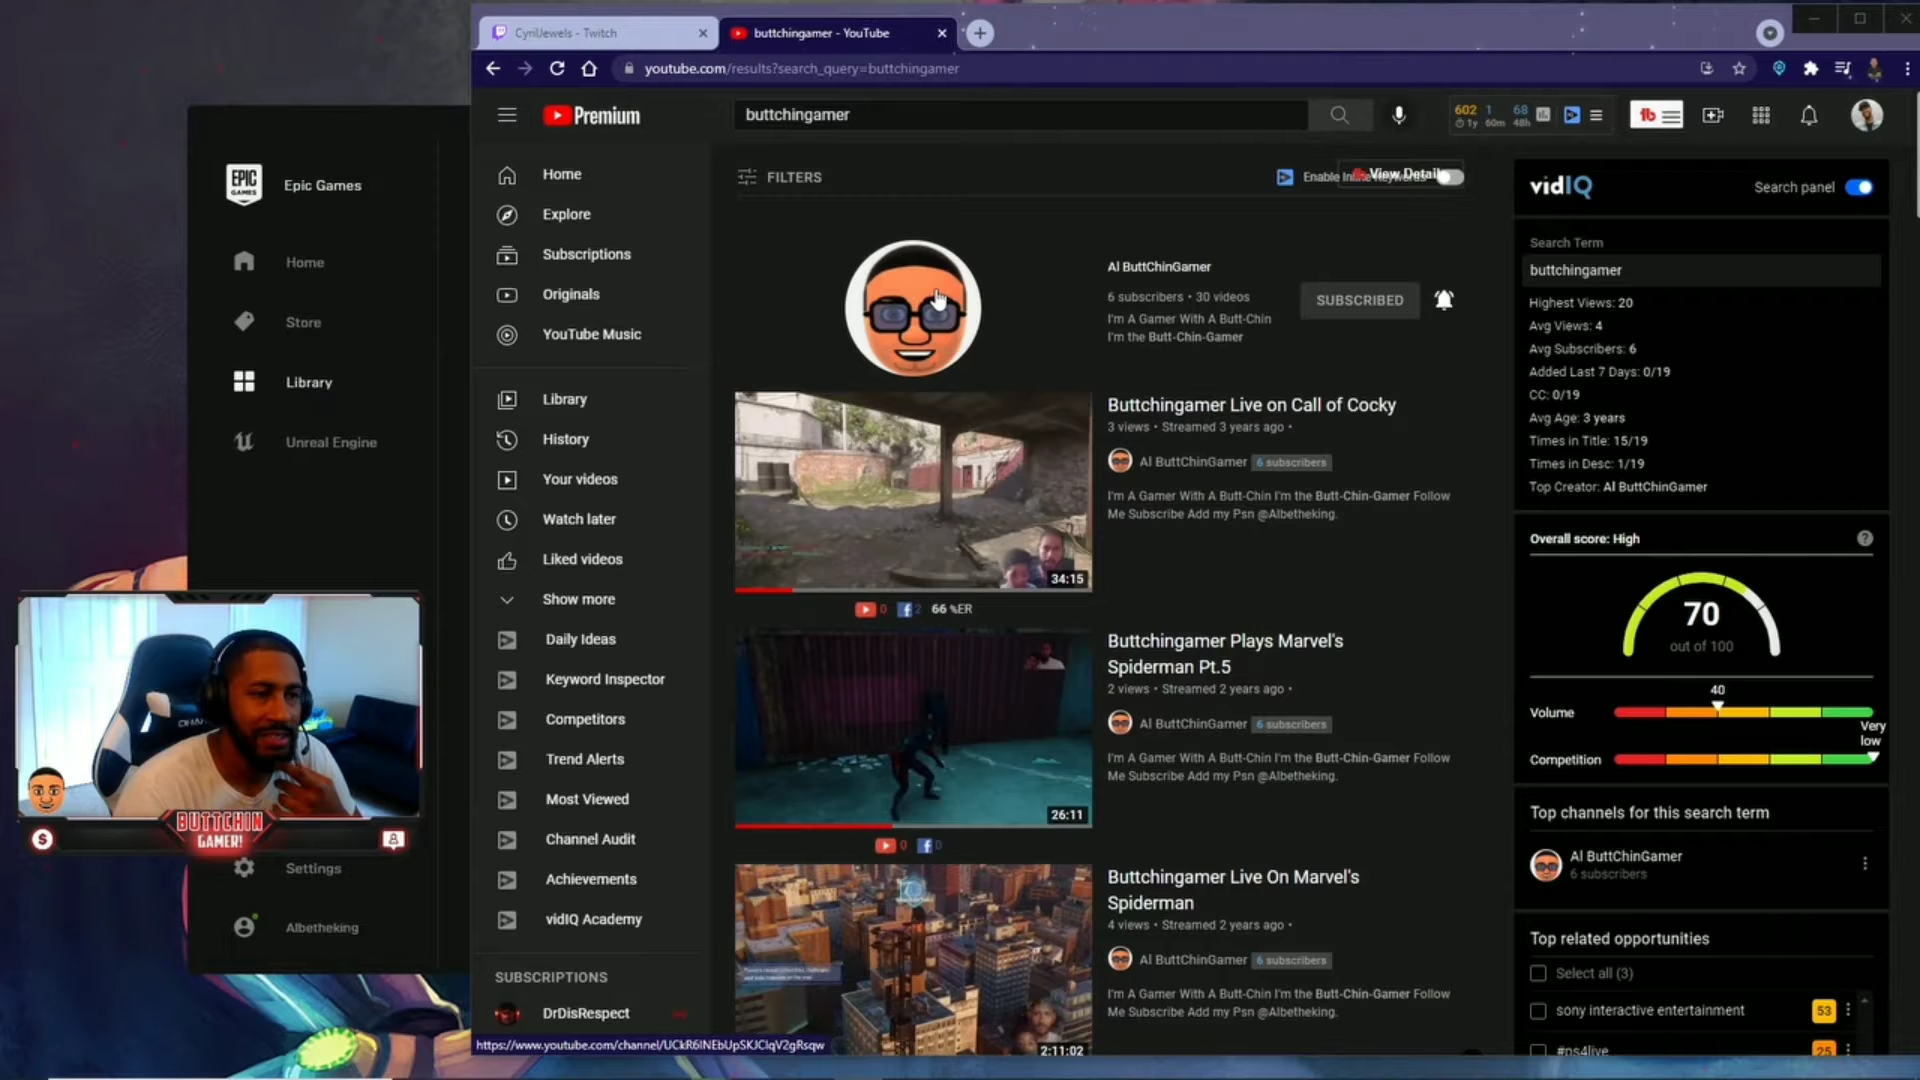 CyrilJewels - Twitch
buttchingamer - YouTube
youtube.com/results?search_query=buttchingamer
Premium
buttchingamer
602 1 68
1y 60m 48h
EPIC GAMES
Epic Games
Home
Store
Library
Unreal Engine
Settings
Albetheking
BUTTCHIN
GAMER!
Home
Explore
Subscriptions
Originals
YouTube Music
Library
History
Your videos
Watch later
Liked videos
Show more
Daily Ideas
Keyword Inspector
Competitors
Trend Alerts
Most Viewed
Channel Audit
Achievements
vidIQ Academy
SUBSCRIPTIONS
DrDisRespect
FILTERS
View Detail
Al ButtChinGamer
6 subscribers • 30 videos
I'm A Gamer With A Butt-Chin
I'm the Butt-Chin-Gamer
SUBSCRIBED
34:15
0 2 66 %ER
Buttchingamer Live on Call of Cocky
3 views • Streamed 3 years ago •
Al ButtChinGamer 6 subscribers
I'm A Gamer With A Butt-Chin I'm the Butt-Chin-Gamer Follow
Me Subscribe Add my Psn @Albetheking.
26:11
0 0
Buttchingamer Plays Marvel's
Spiderman Pt.5
2 views • Streamed 2 years ago •
Al ButtChinGamer 6 subscribers
I'm A Gamer With A Butt-Chin I'm the Butt-Chin-Gamer Follow
Me Subscribe Add my Psn @Albetheking.
2:11:02
Buttchingamer Live On Marvel's
Spiderman
4 views • Streamed 2 years ago •
Al ButtChinGamer 6 subscribers
I'm A Gamer With A Butt-Chin I'm the Butt-Chin-Gamer Follow
Me Subscribe Add my Psn @Albetheking.
vidIQ
Search panel
Search Term
buttchingamer
Highest Views: 20
Avg Views: 4
Avg Subscribers: 6
Added Last 7 Days: 0/19
CC: 0/19
Avg Age: 3 years
Times in Title: 15/19
Times in Desc: 1/19
Top Creator: Al ButtChinGamer
Overall score: High
70
out of 100
40
Volume
Very
low
Competition
Top channels for this search term
Al ButtChinGamer
6 subscribers
Top related opportunities
Select all (3)
sony interactive entertainment 53
#ps4live 25
https://www.youtube.com/channel/UCkR6INEbUpSKJClqV2gRsqw